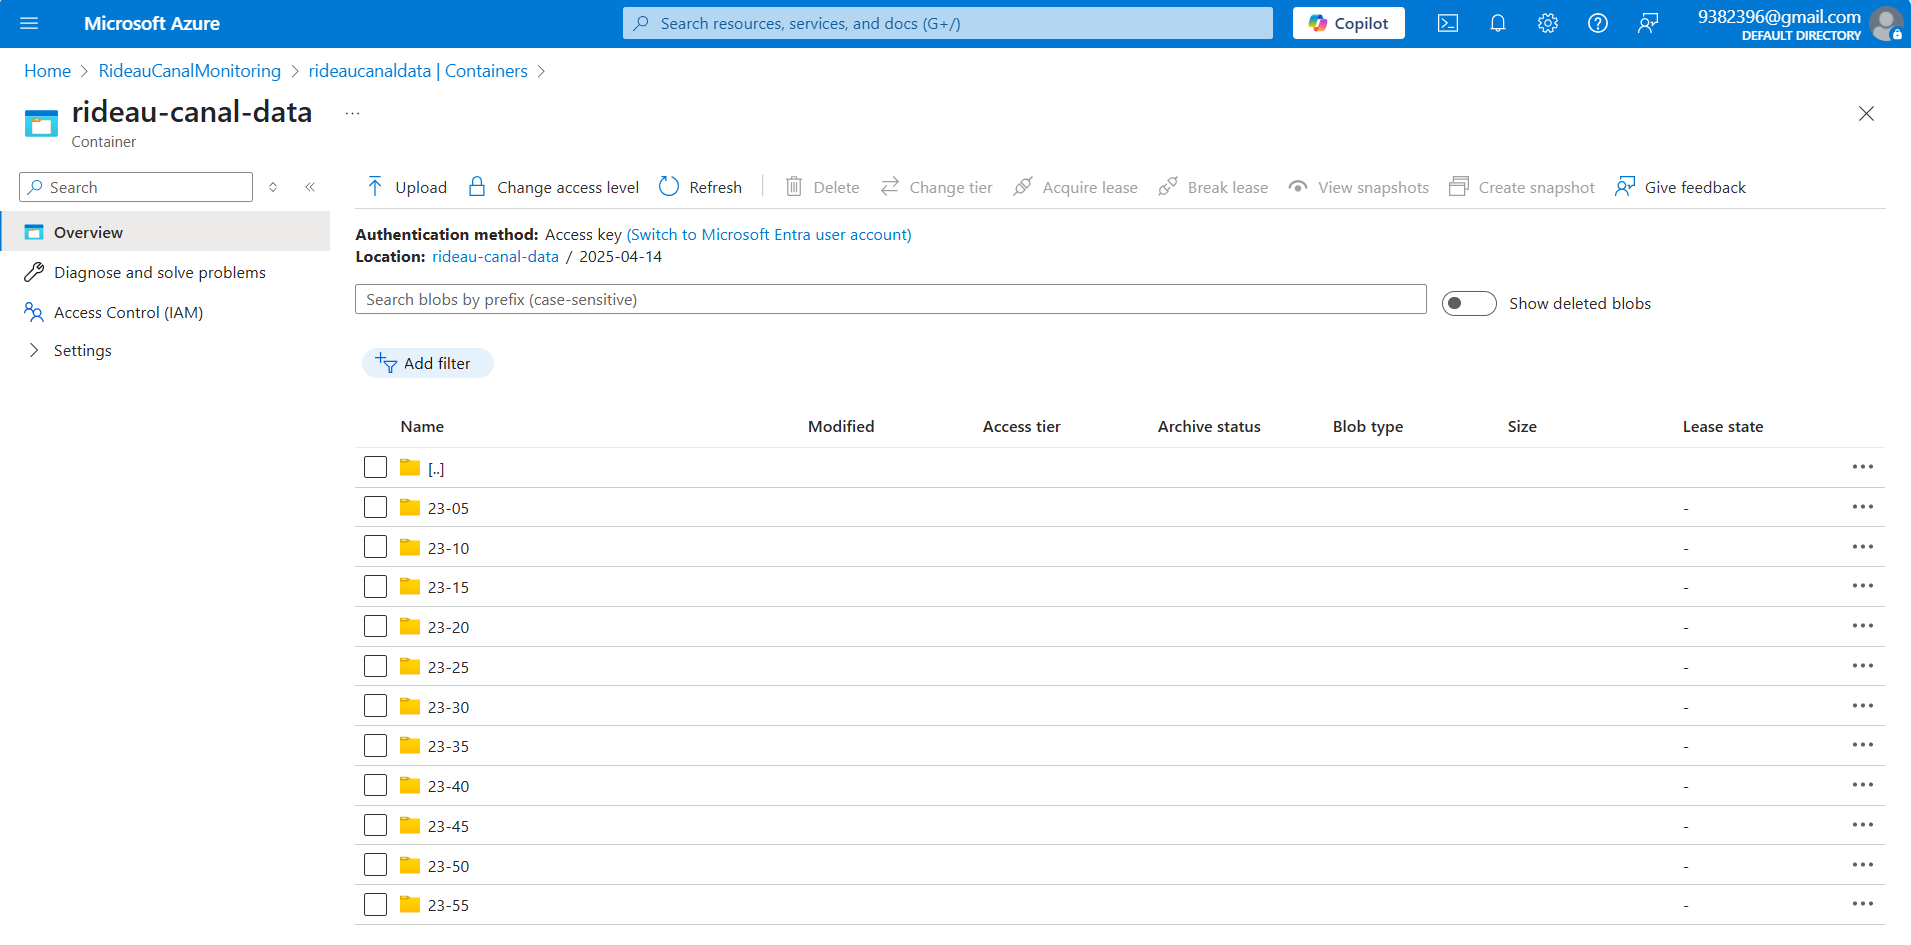 Microsoft Azure
Search resources, services, and docs (G+/)
Copilot
9382396@gmail.com
DEFAULT DIRECTORY
Home > RideauCanalMonitoring > rideaucanaldata | Containers >
rideau-canal-data ...
Container
Search
Upload Change access level Refresh Delete Change tier Acquire lease Break lease View snapshots Create snapshot Give feedback
Overview
Diagnose and solve problems
Access Control (IAM)
Settings
Authentication method: Access key (Switch to Microsoft Entra user account)
Location: rideau-canal-data / 2025-04-14
Search blobs by prefix (case-sensitive)
Show deleted blobs
Add filter
Name Modified Access tier Archive status Blob type Size Lease state
[..]
23-05 -
23-10 -
23-15 -
23-20 -
23-25 -
23-30 -
23-35 -
23-40 -
23-45 -
23-50 -
23-55 -